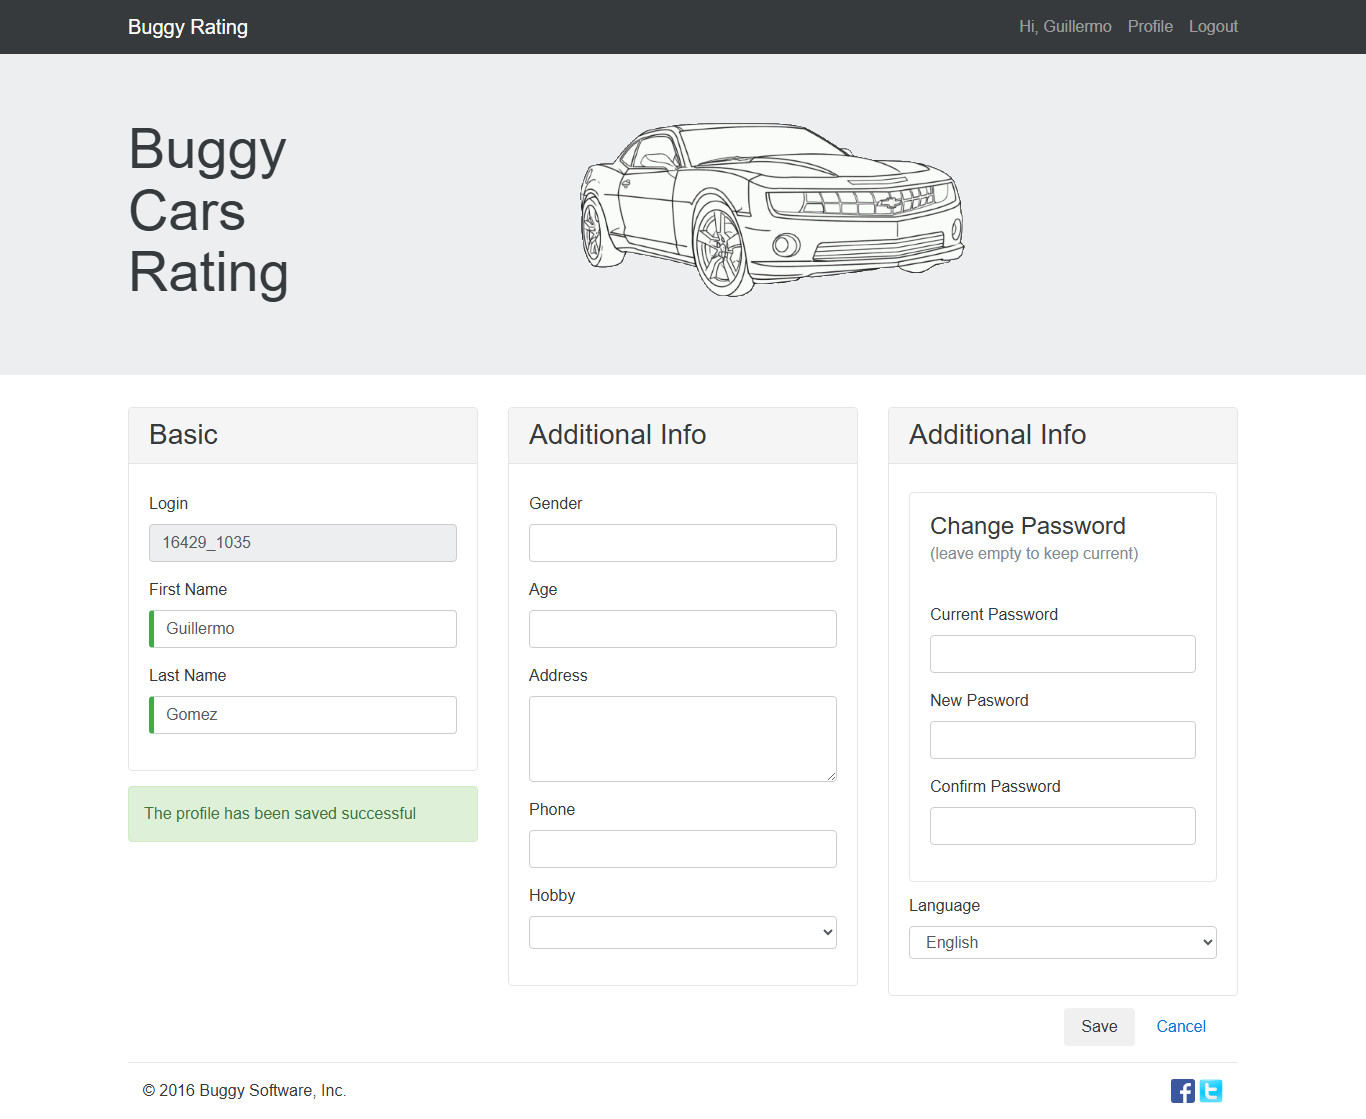 Buggy Rating
Hi, Guillermo
Profile
Logout
Buggy
Cars
Rating
Basic
Login
16429_1035
First Name
Guillermo
Last Name
Gomez
The profile has been saved successful
Additional Info
Gender
Age
Address
Phone
Hobby
Additional Info
Change Password
(leave empty to keep current)
Current Password
New Pasword
Confirm Password
Language
English
Save
Cancel
© 2016 Buggy Software, Inc.